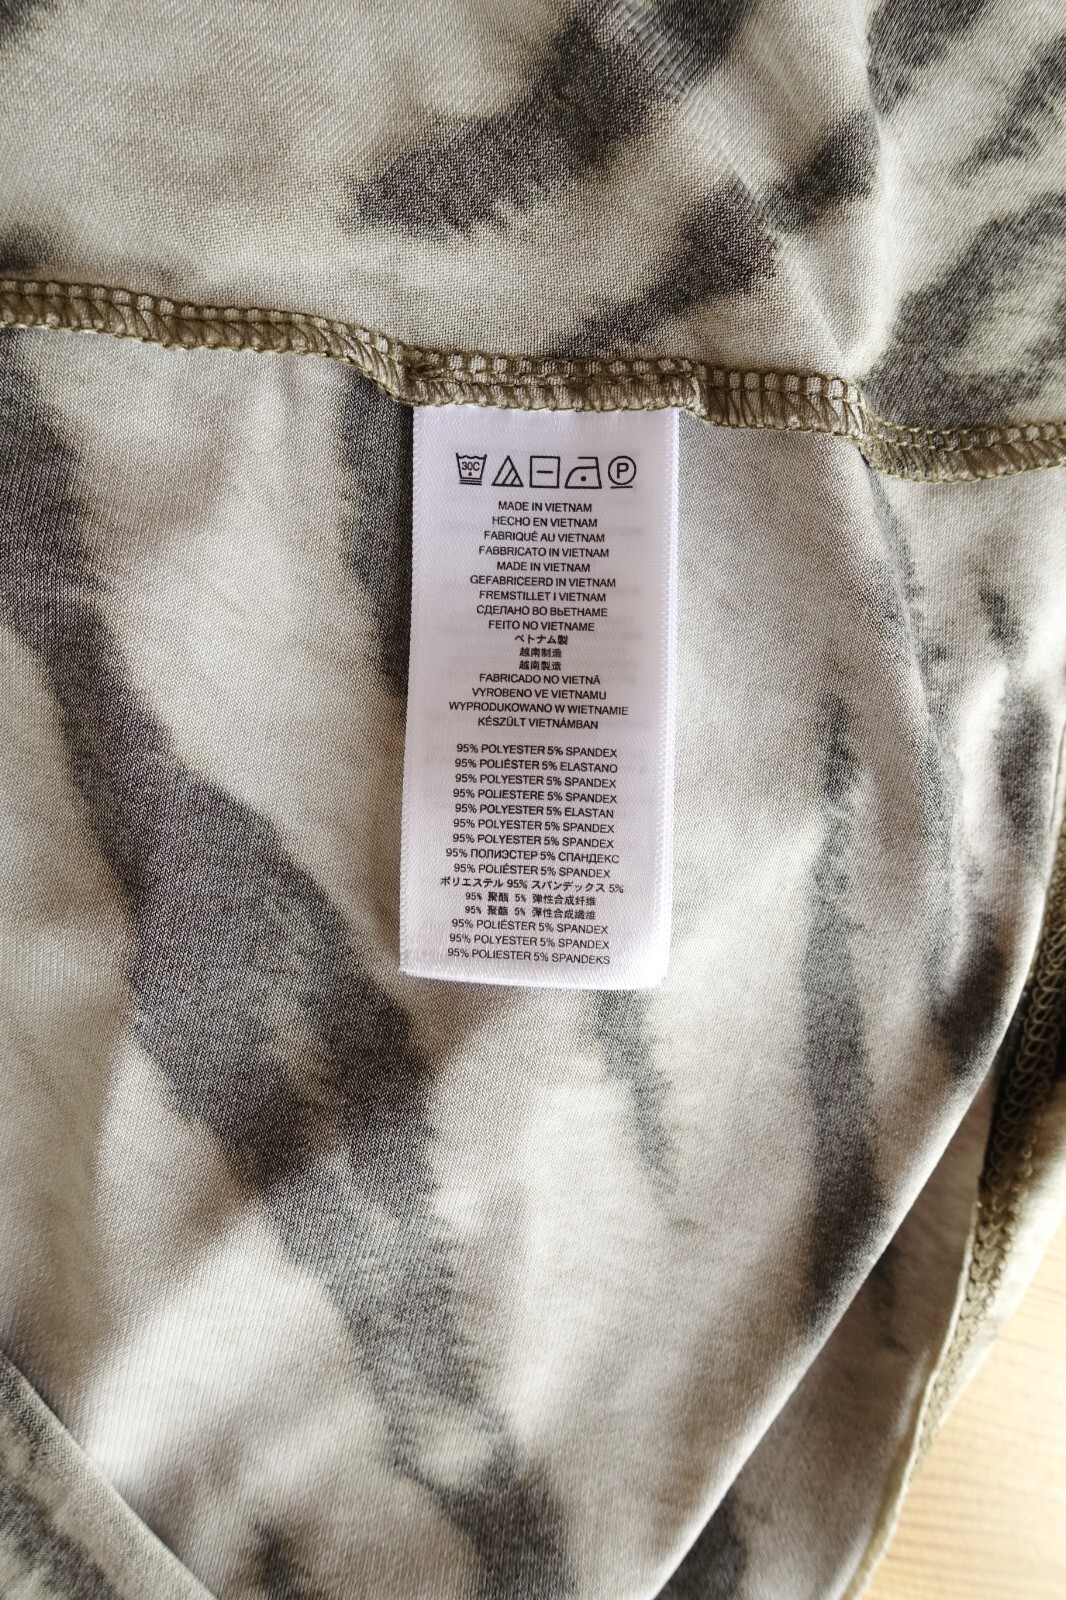 30C P
MADE IN VIETNAM
HECHO EN VIETNAM
FABRIQUÉ AU VIETNAM
FABBRICATO IN VIETNAM
MADE IN VIETNAM
GEFABRICEERD IN VIETNAM
FREMSTILLET I VIETNAM
СДЕЛАНО ВО ВЬЕТНАМЕ
FEITO NO VIETNAME
ベトナム製
越南制造
越南製造
FABRICADO NO VIETNÃ
VYROBENO VE VIETNAMU
WYPRODUKOWANO W WIETNAMIE
KÉSZÜLT VIETNÁMBAN
95% POLYESTER 5% SPANDEX
95% POLIÉSTER 5% ELASTANO
95% POLYESTER 5% SPANDEX
95% POLIESTERE 5% SPANDEX
95% POLYESTER 5% ELASTAN
95% POLYESTER 5% SPANDEX
95% POLYESTER 5% SPANDEX
95% ПОЛИЭСТЕР 5% СПАНДЕКС
95% POLIÉSTER 5% SPANDEX
ポリエステル 95% スパンデックス 5%
95% 聚酯 5% 弹性合成纤维
95% 聚酯 5% 彈性合成纖維
95% POLIÉSTER 5% SPANDEX
95% POLYESTER 5% SPANDEX
95% POLIESTER 5% SPANDEKS